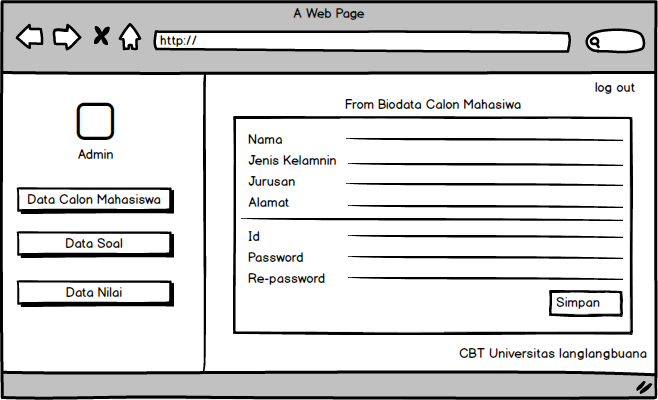 A Web Page
http://
log out
From Biodata Calon Mahasiwa
Admin
Data Calon Mahasiswa
Data Soal
Data Nilai
Nama
Jenis Kelamnin
Jurusan
Alamat
Id
Password
Re-password
Simpan
CBT Universitas langlangbuana